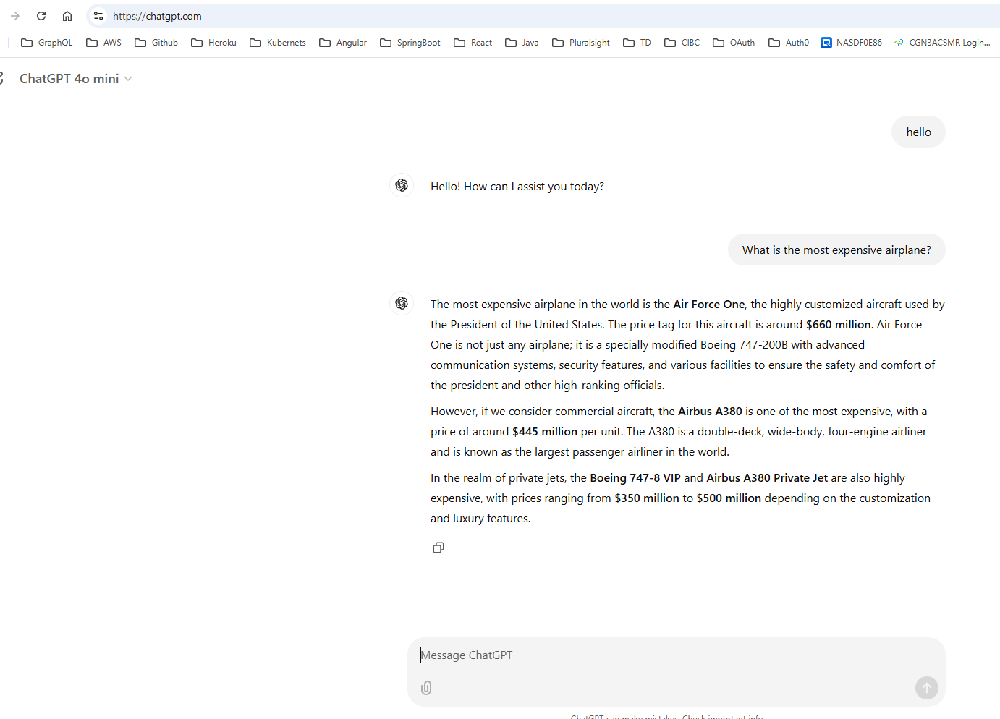 https://chatgpt.com
GraphQL AWS Github Heroku Kubernets Angular SpringBoot React Java Pluralsight TD CIBC OAuth Auth0 NASDF0E86 CGN3ACSMR Login...
ChatGPT 4o mini
hello
Hello! How can I assist you today?
What is the most expensive airplane?
The most expensive airplane in the world is the Air Force One, the highly customized aircraft used by
the President of the United States. The price tag for this aircraft is around $660 million. Air Force
One is not just any airplane; it is a specially modified Boeing 747-200B with advanced
communication systems, security features, and various facilities to ensure the safety and comfort of
the president and other high-ranking officials.
However, if we consider commercial aircraft, the Airbus A380 is one of the most expensive, with a
price of around $445 million per unit. The A380 is a double-deck, wide-body, four-engine airliner
and is known as the largest passenger airliner in the world.
In the realm of private jets, the Boeing 747-8 VIP and Airbus A380 Private Jet are also highly
expensive, with prices ranging from $350 million to $500 million depending on the customization
and luxury features.
Message ChatGPT
ChatGPT can make mistakes. Check important info.